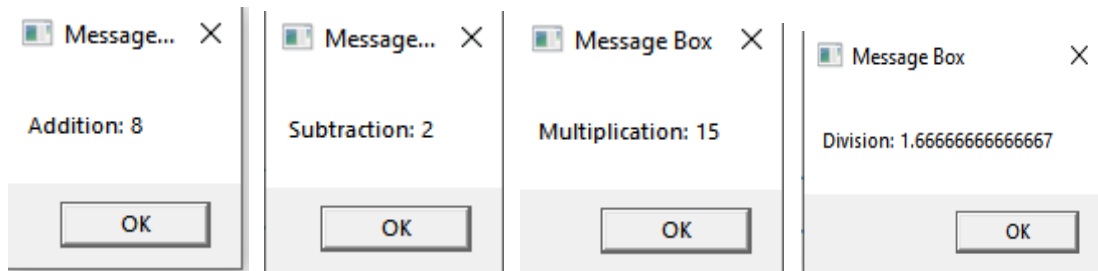 Message...
Addition: 8
OK
Message...
Subtraction: 2
OK
Message Box
Multiplication: 15
OK
Message Box
Division: 1.66666666666667
OK